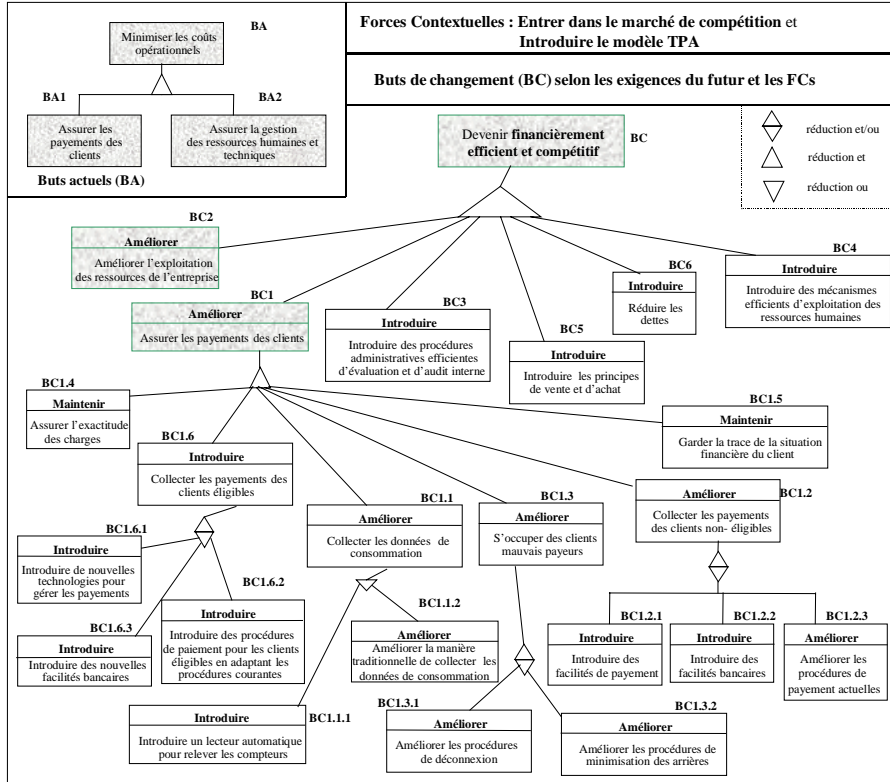 BA
Minimiser les coûts
opérationnels
BA1
BA2
Assurer les
payements des
clients
Assurer la gestion
des ressources humaines et
techniques
Buts actuels (BA)
Forces Contextuelles : Entrer dans le marché de compétition et
Introduire le modèle TPA
Buts de changement (BC) selon les exigences du futur et les FCs
réduction et/ou
réduction et
réduction ou
Devenir financièrement
efficient et compétitif
BC
BC2
Améliorer
Améliorer l'exploitation
des ressources de l'entreprise
BC1
Améliorer
Assurer les payements des clients
BC3
Introduire
Introduire des procédures
administratives efficientes
d'évaluation et d'audit interne
BC5
Introduire
Introduire les principes
de vente et d'achat
BC6
Introduire
Réduire les
dettes
BC4
Introduire
Introduire des mécanismes
efficients d'exploitation des
ressources humaines
BC1.4
Maintenir
Assurer l'exactitude
des charges
BC1.6
Introduire
Collecter les payements des
clients éligibles
BC1.5
Maintenir
Garder la trace de la situation
financière du client
BC1.1
Améliorer
Collecter les données de
consommation
BC1.3
Améliorer
S'occuper des clients
mauvais payeurs
BC1.2
Améliorer
Collecter les payements
des clients non- éligibles
BC1.6.1
Introduire
Introduire de nouvelles
technologies pour
gérer les payements
BC1.6.2
Introduire
Introduire des procédures
de paiement pour les clients
éligibles en adaptant les
procédures courantes
BC1.6.3
Introduire
Introduire des nouvelles
facilités bancaires
BC1.1.2
Améliorer
Améliorer la manière
traditionnelle de collecter les
données de consommation
BC1.2.1
Introduire
Introduire des
facilités de payement
BC1.2.2
Introduire
Introduire des
facilités bancaires
BC1.2.3
Améliorer
Améliorer les
procédures de
payement actuelles
BC1.1.1
Introduire
Introduire un lecteur automatique
pour relever les compteurs
BC1.3.1
Améliorer
Améliorer les procédures
de déconnexion
BC1.3.2
Améliorer
Améliorer les procédures de
minimisation des arrières